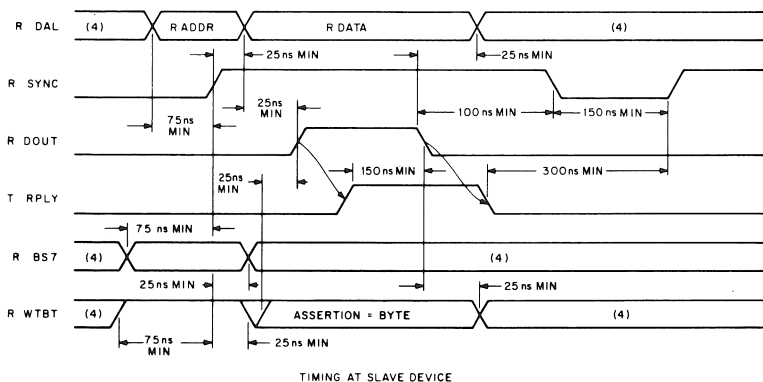 R DAL (4) R ADDR R DATA (4)
25ns MIN 25ns MIN
R SYNC
75ns MIN 25ns MIN 100ns MIN 150ns MIN
R DOUT
25ns MIN 150ns MIN 300ns MIN
T RPLY
75 ns MIN
R BS7 (4) (4)
25ns MIN 25ns MIN
R WTBT (4) ASSERTION = BYTE (4)
75ns MIN 25ns MIN
TIMING AT SLAVE DEVICE